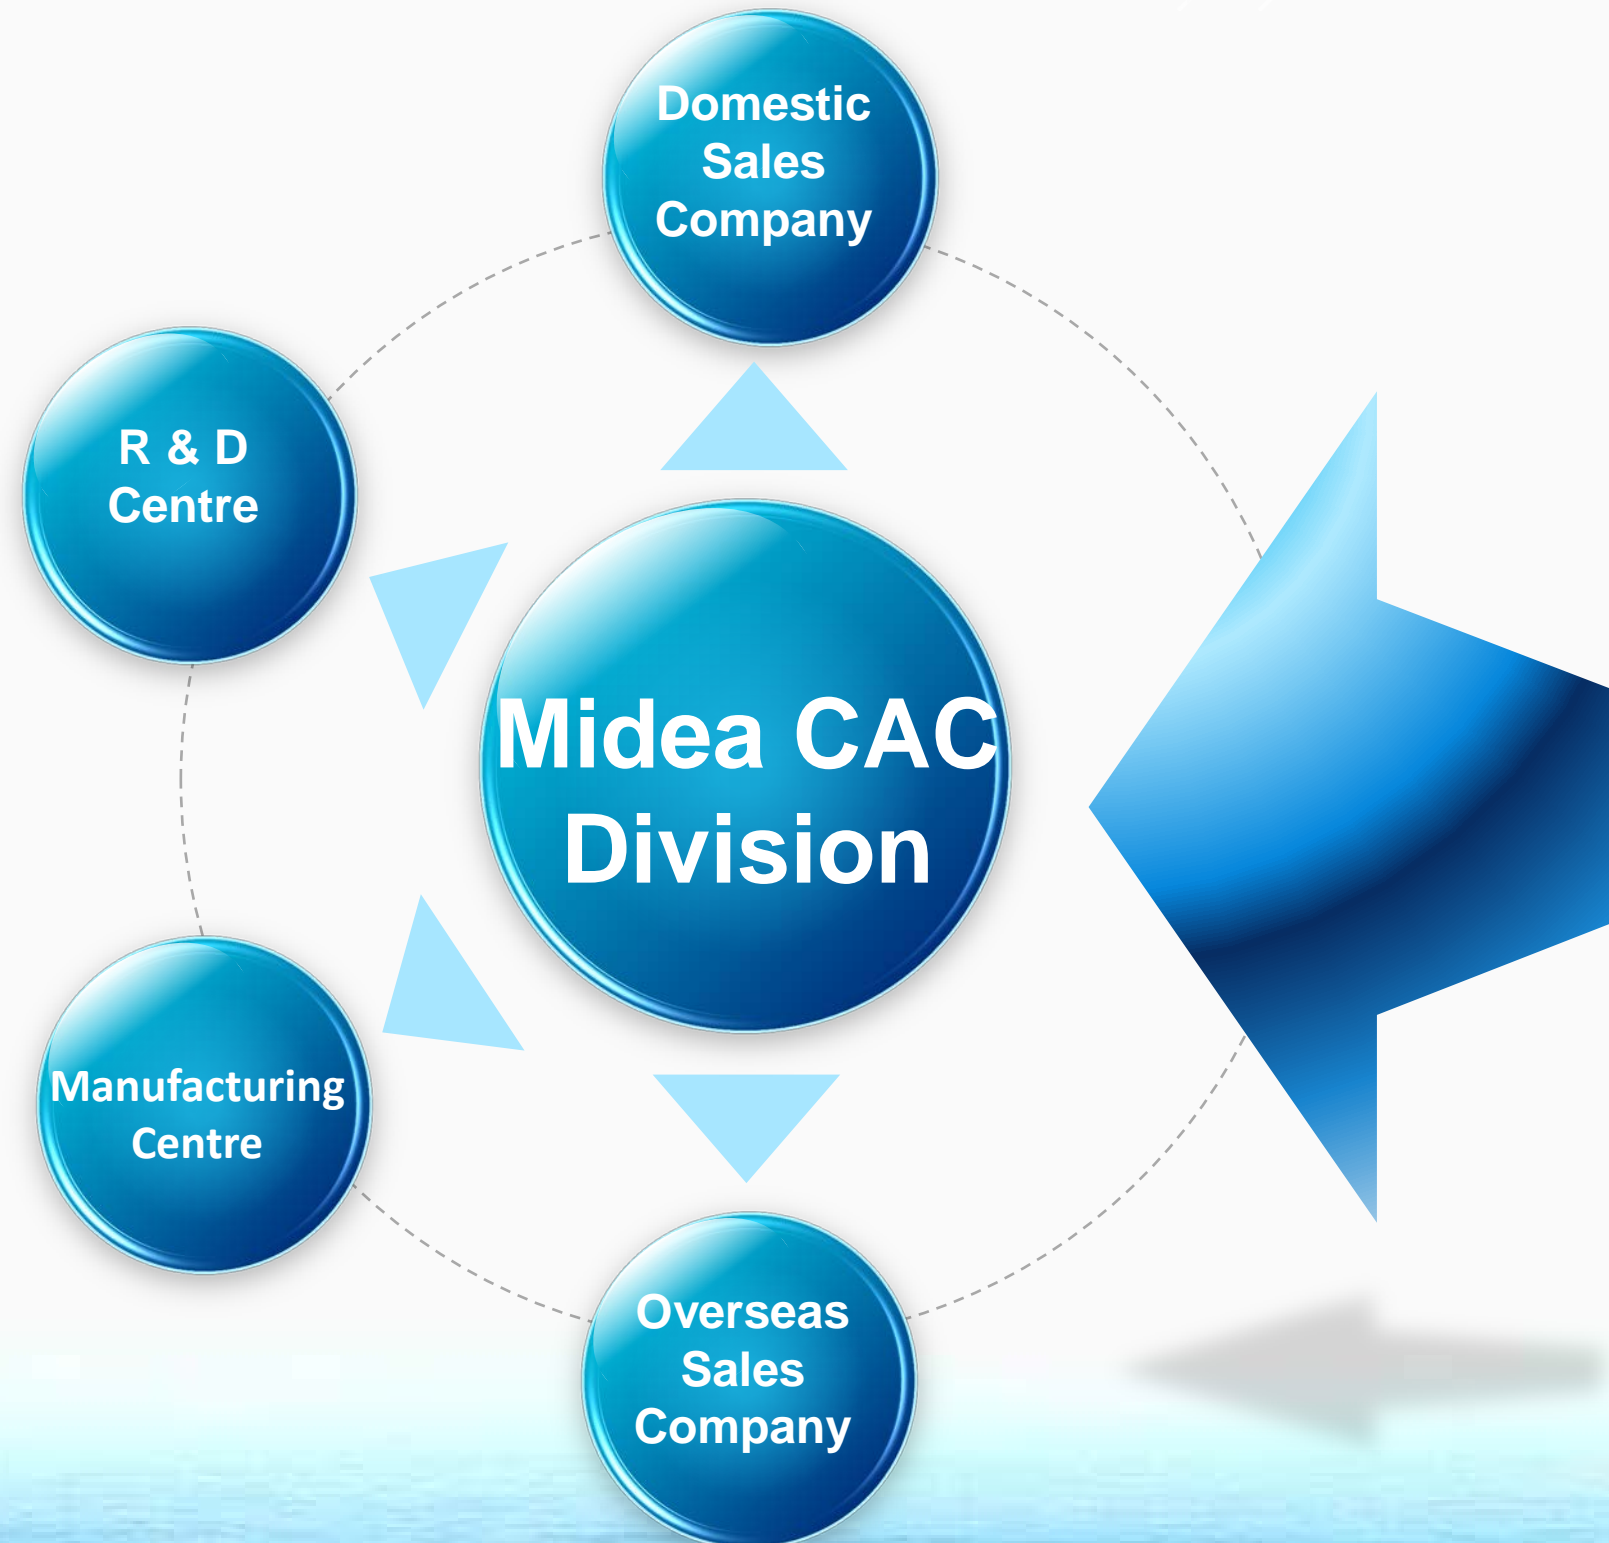 Domestic
Sales
Company
R & D
Centre
Midea CAC
Division
Manufacturing
Centre
Overseas
Sales
Company